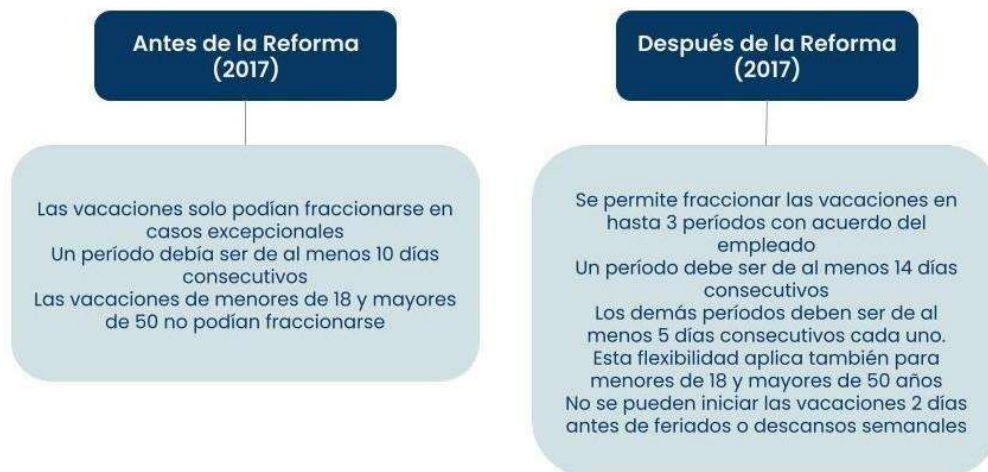 Antes de la Reforma
(2017)
Las vacaciones solo podían fraccionarse en
casos excepcionales
Un período debía ser de al menos 10 días
consecutivos
Las vacaciones de menores de 18 y mayores
de 50 no podían fraccionarse
Después de la Reforma
(2017)
Se permite fraccionar las vacaciones en
hasta 3 períodos con acuerdo del
empleado
Un período debe ser de al menos 14 días
consecutivos
Los demás períodos deben ser de al
menos 5 días consecutivos cada uno.
Esta flexibilidad aplica también para
menores de 18 y mayores de 50 años
No se pueden iniciar las vacaciones 2 días
antes de feriados o descansos semanales